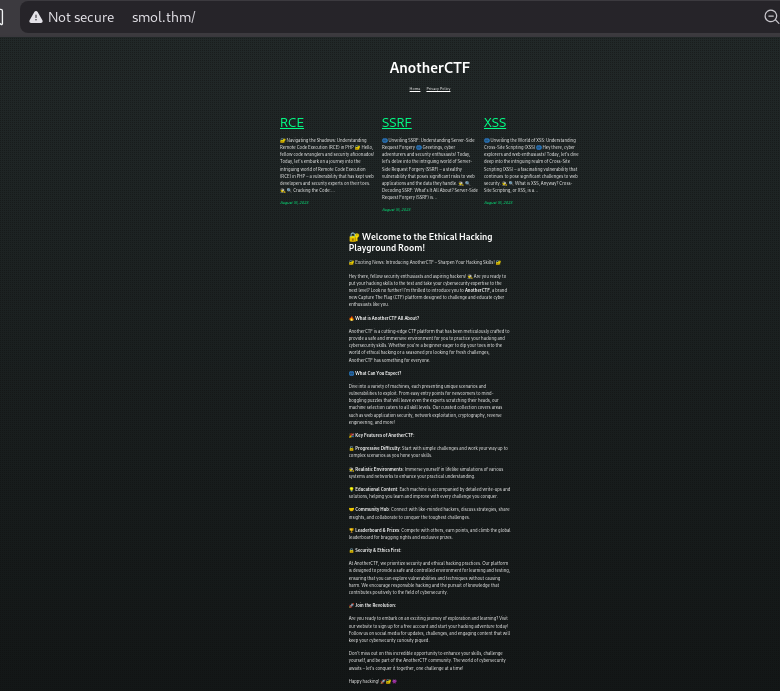 Not secure smol.thm/
AnotherCTF
Home Privacy Policy
RCE
🔐Navigating the Shadows: Understanding
Remote Code Execution (RCE) in PHP 🔐 Hello,
fellow code wranglers and security aficionados!
Today, let's embark on a journey into the
intriguing world of Remote Code Execution
(RCE) in PHP – a vulnerability that has kept web
developers and security experts on their toes.
🕵️ 🔍 Cracking the Code:…
August 16, 2023
SSRF
🌐Unveiling SSRF: Understanding Server-Side
Request Forgery 🌐Greetings, cyber
adventurers and security enthusiasts! Today,
let's delve into the intriguing world of Server-
Side Request Forgery (SSRF) – a stealthy
vulnerability that poses significant risks to web
applications and the data they handle. 🕵️ 🔍
Decoding SSRF: What's It All About? Server-Side
Request Forgery (SSRF) is…
August 16, 2023
XSS
🌐Unveiling the World of XSS: Understanding
Cross-Site Scripting (XSS) 🌐 Hey there, cyber
explorers and web enthusiasts! Today, let's dive
deep into the intriguing realm of Cross-Site
Scripting (XSS) – a fascinating vulnerability that
continues to pose significant challenges to web
security. 🕵️ 🔍 What is XSS, Anyway? Cross-
Site Scripting, or XSS, is a…
August 16, 2023
🔐 Welcome to the Ethical Hacking
Playground Room!
🔐 Exciting News: Introducing AnotherCTF – Sharpen Your Hacking Skills! 🔐
Hey there, fellow security enthusiasts and aspiring hackers! 🕵️ Are you ready to
put your hacking skills to the test and take your cybersecurity expertise to the
next level? Look no further! I'm thrilled to introduce you to AnotherCTF, a brand
new Capture The Flag (CTF) platform designed to challenge and educate cyber
enthusiasts like you.
🔥 What is AnotherCTF All About?
AnotherCTF is a cutting-edge CTF platform that has been meticulously crafted to
provide a safe and immersive environment for you to practice your hacking and
cybersecurity skills. Whether you're a beginner eager to dip your toes into the
world of ethical hacking or a seasoned pro looking for fresh challenges,
AnotherCTF has something for everyone.
🌐 What Can You Expect?
Dive into a variety of machines, each presenting unique scenarios and
vulnerabilities to exploit. From easy entry points for newcomers to mind-
boggling puzzles that will leave even the experts scratching their heads, our
machine selection caters to all skill levels. Our curated collection covers areas
such as web application security, network exploitation, cryptography, reverse
engineering, and more!
🎉 Key Features of AnotherCTF:
🔓 Progressive Difficulty: Start with simple challenges and work your way up to
complex scenarios as you hone your skills.
🕵️ Realistic Environments: Immerse yourself in lifelike simulations of various
systems and networks to enhance your practical understanding.
💡 Educational Content: Each machine is accompanied by detailed write-ups and
solutions, helping you learn and improve with every challenge you conquer.
🤝 Community Hub: Connect with like-minded hackers, discuss strategies, share
insights, and collaborate to conquer the toughest challenges.
🏆 Leaderboard & Prizes: Compete with others, earn points, and climb the global
leaderboard for bragging rights and exclusive prizes.
🔒 Security & Ethics First:
At AnotherCTF, we prioritize security and ethical hacking practices. Our platform
is designed to provide a safe and controlled environment for learning and testing,
ensuring that you can explore vulnerabilities and techniques without causing
harm. We encourage responsible hacking and the pursuit of knowledge that
contributes positively to the field of cybersecurity.
🚀 Join the Revolution:
Are you ready to embark on an exciting journey of exploration and learning? Visit
our website to sign up for a free account and start your hacking adventure today!
Follow us on social media for updates, challenges, and engaging content that will
keep your cybersecurity curiosity piqued.
Don't miss out on this incredible opportunity to enhance your skills, challenge
yourself, and be part of the AnotherCTF community. The world of cybersecurity
awaits – let's conquer it together, one challenge at a time!
Happy hacking! 🚀🔐👾